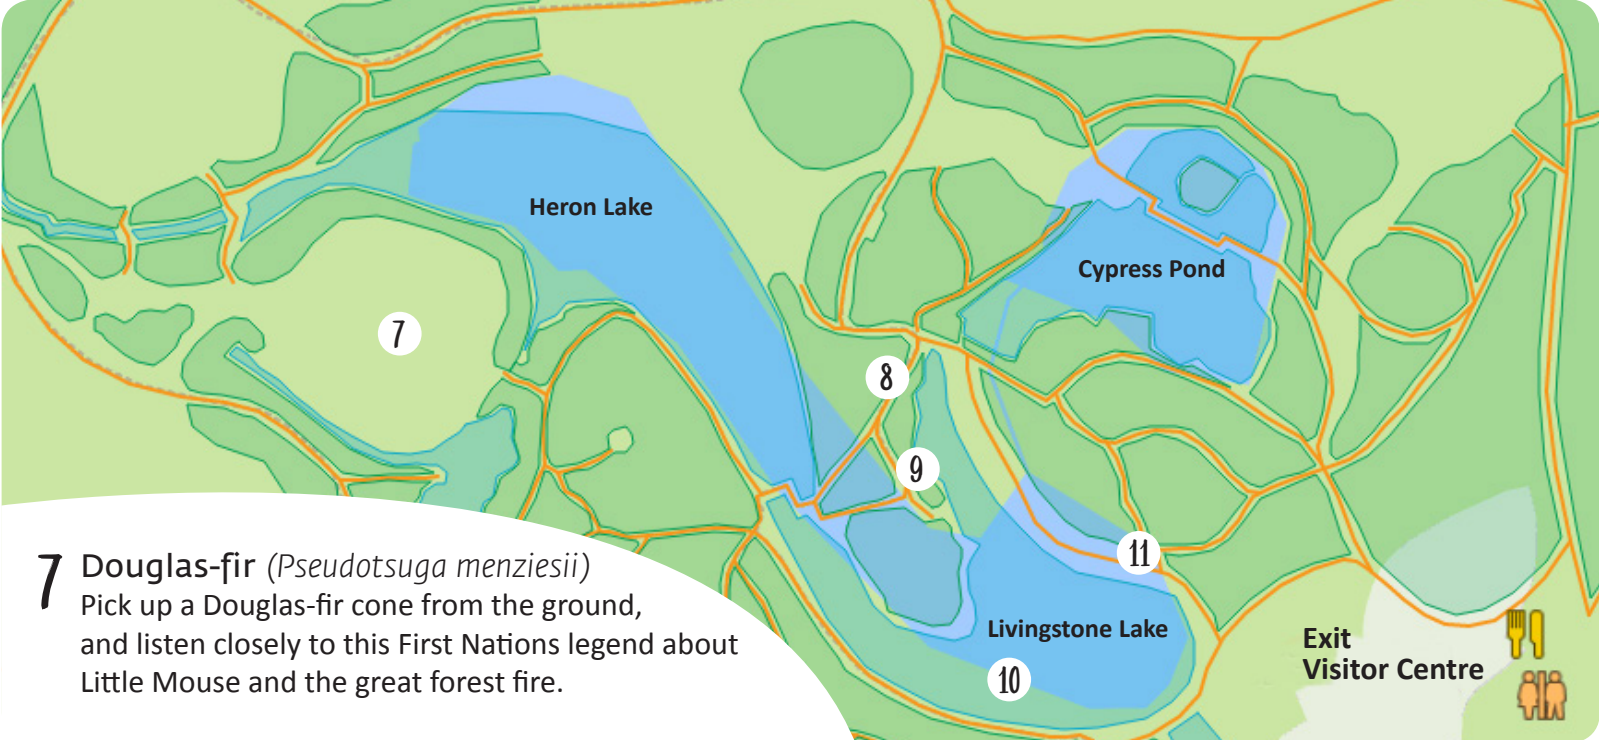 Heron Lake
Cypress Pond
7
8
9
11
Livingstone Lake
10
Exit
Visitor Centre
7 Douglas-fir (Pseudotsuga menziesii)
Pick up a Douglas-fir cone from the ground,
and listen closely to this First Nations legend about
Little Mouse and the great forest fire.